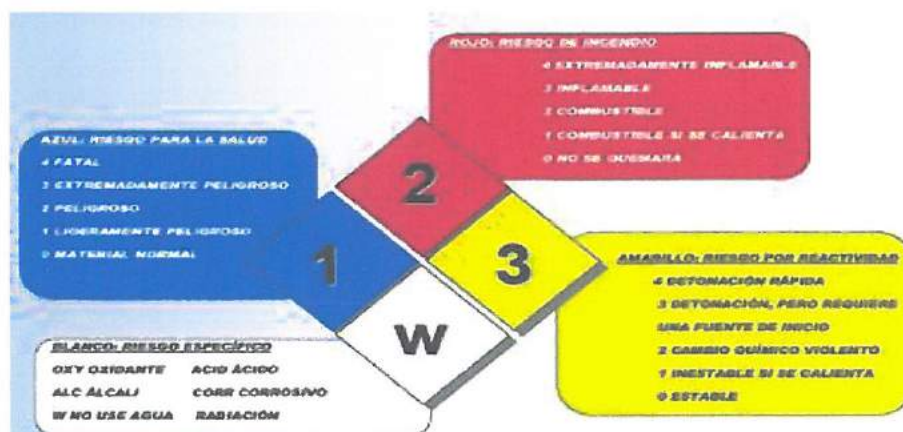 ROJO: RIESGO DE INCENDIO
4 EXTREMADAMENTE INFLAMABLE
3 INFLAMABLE
2 COMBUSTIBLE
1 COMBUSTIBLE SI SE CALIENTA
0 NO SE QUEMARA
AZUL: RIESGO PARA LA SALUD
4 FATAL
3 EXTREMADAMENTE PELIGROSO
2 PELIGROSO
1 LIGERAMENTE PELIGROSO
0 MATERIAL NORMAL
2
1
3
W
AMARILLO: RIESGO POR REACTIVIDAD
4 DETONACIÓN RÁPIDA
3 DETONACIÓN, PERO REQUIERE
UNA FUENTE DE INICIO
2 CAMBIO QUÍMICO VIOLENTO
1 INESTABLE SI SE CALIENTA
0 ESTABLE
BLANCO: RIESGO ESPECÍFICO
OXY OXIDANTE ACID ÁCIDO
ALC ÁLCALI CORR CORROSIVO
W NO USE AGUA RADIACIÓN